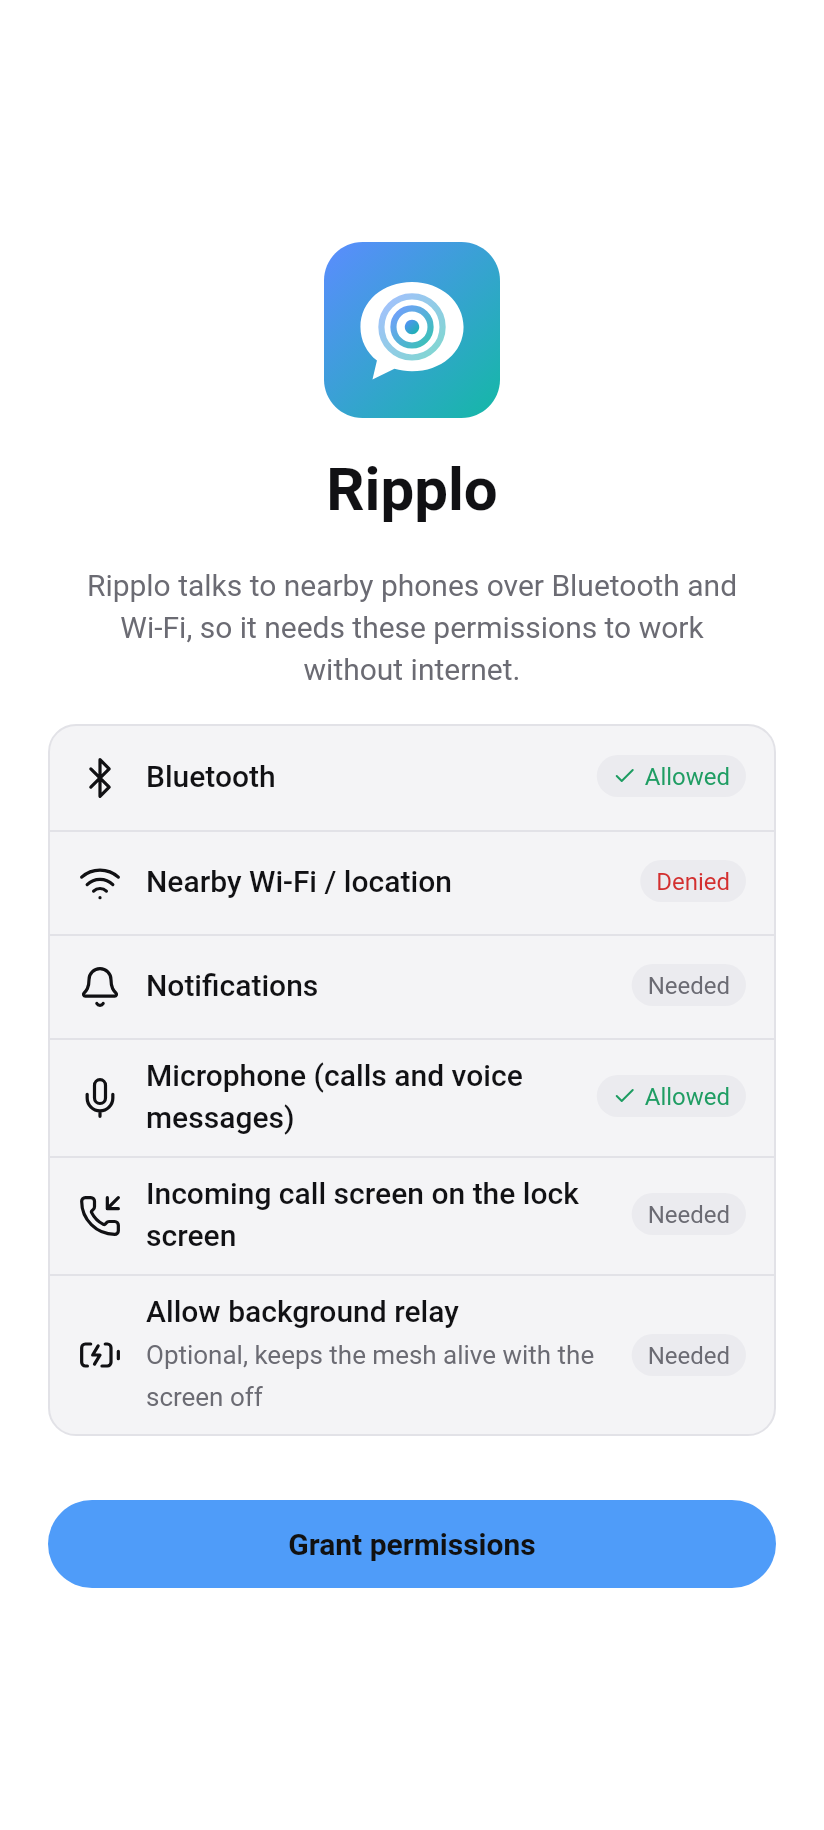 Ripplo
Ripplo talks to nearby phones over Bluetooth and
Wi-Fi, so it needs these permissions to work
without internet.
Bluetooth
Allowed
Nearby Wi-Fi / location
Denied
Notifications
Needed
Microphone (calls and voice
messages)
Allowed
Incoming call screen on the lock
screen
Needed
Allow background relay
Optional, keeps the mesh alive with the
screen off
Needed
Grant permissions